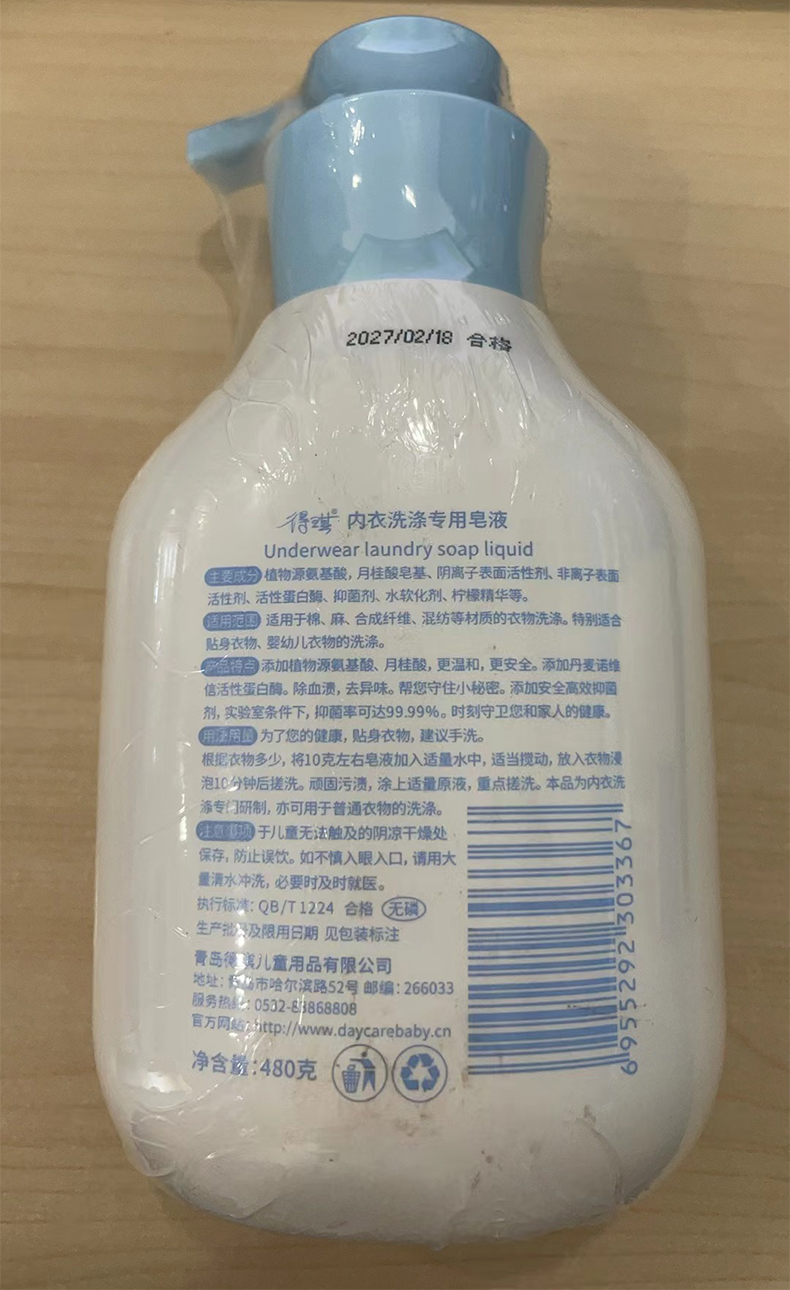 2027/02/18 合格
得琪® 内衣洗涤专用皂液
Underwear laundry soap liquid
主要成分 植物源氨基酸，月桂酸皂基、阴离子表面活性剂、非离子表面
活性剂、活性蛋白酶、抑菌剂、水软化剂、柠檬精华等。
适用范围 适用于棉、麻、合成纤维、混纺等材质的衣物洗涤。特别适合
贴身衣物、婴幼儿衣物的洗涤。
产品特点 添加植物源氨基酸、月桂酸，更温和，更安全。添加丹麦诺维
信活性蛋白酶。除血渍，去异味。帮您守住小秘密。添加安全高效抑菌
剂，实验室条件下，抑菌率可达99.99%。时刻守卫您和家人的健康。
用法用量 为了您的健康，贴身衣物，建议手洗。
根据衣物多少，将10克左右皂液加入适量水中，适当搅动，放入衣物浸
泡10分钟后搓洗。顽固污渍，涂上适量原液，重点搓洗。本品为内衣洗
涤专门研制，亦可用于普通衣物的洗涤。
注意事项 于儿童无法触及的阴凉干燥处
保存，防止误饮。如不慎入眼入口，请用大
量清水冲洗，必要时及时就医。
执行标准：QB/T 1224 合格 无磷
生产批号及限用日期 见包装标注
青岛得琪儿童用品有限公司
地址：青岛市哈尔滨路52号 邮编：266033
服务热线：0532-83868808
官方网站：http://www.daycarebaby.cn
净含量：480克
6955292303367